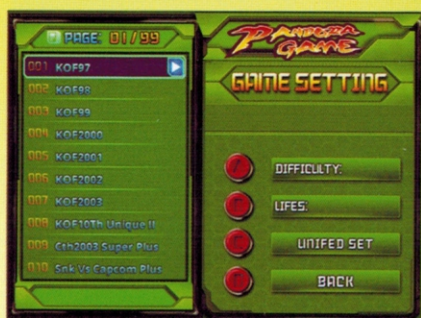 PAGE: 01/99
001 KOF97
002 KOF98
003 KOF99
004 KOF2000
005 KOF2001
006 KOF2002
007 KOF2003
008 KOF10Th Unique II
009 Cth2003 Super Plus
010 Snk Vs Capcom Plus
PANDORA
GAME
GAME SETTING
DIFFICULTY:
LIFES:
UNIFED SET
BACK